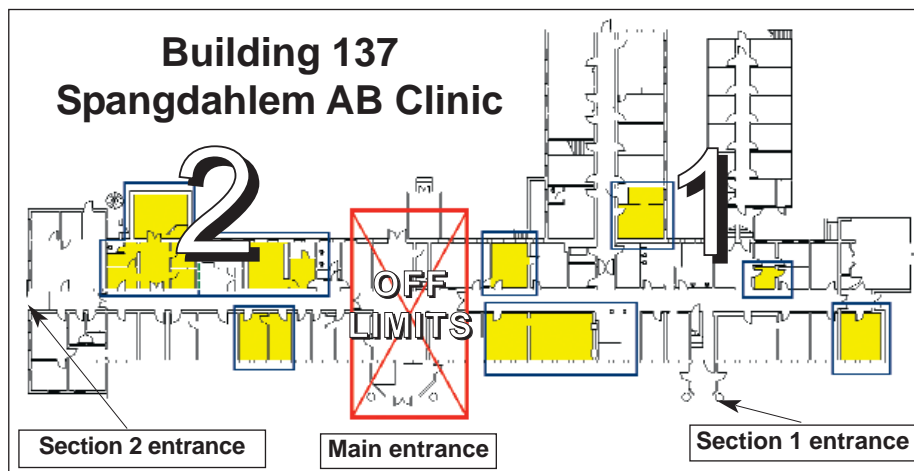 Building 137
Spangdahlem AB Clinic
2
1
OFF
LIMITS
Section 2 entrance
Main entrance
Section 1 entrance